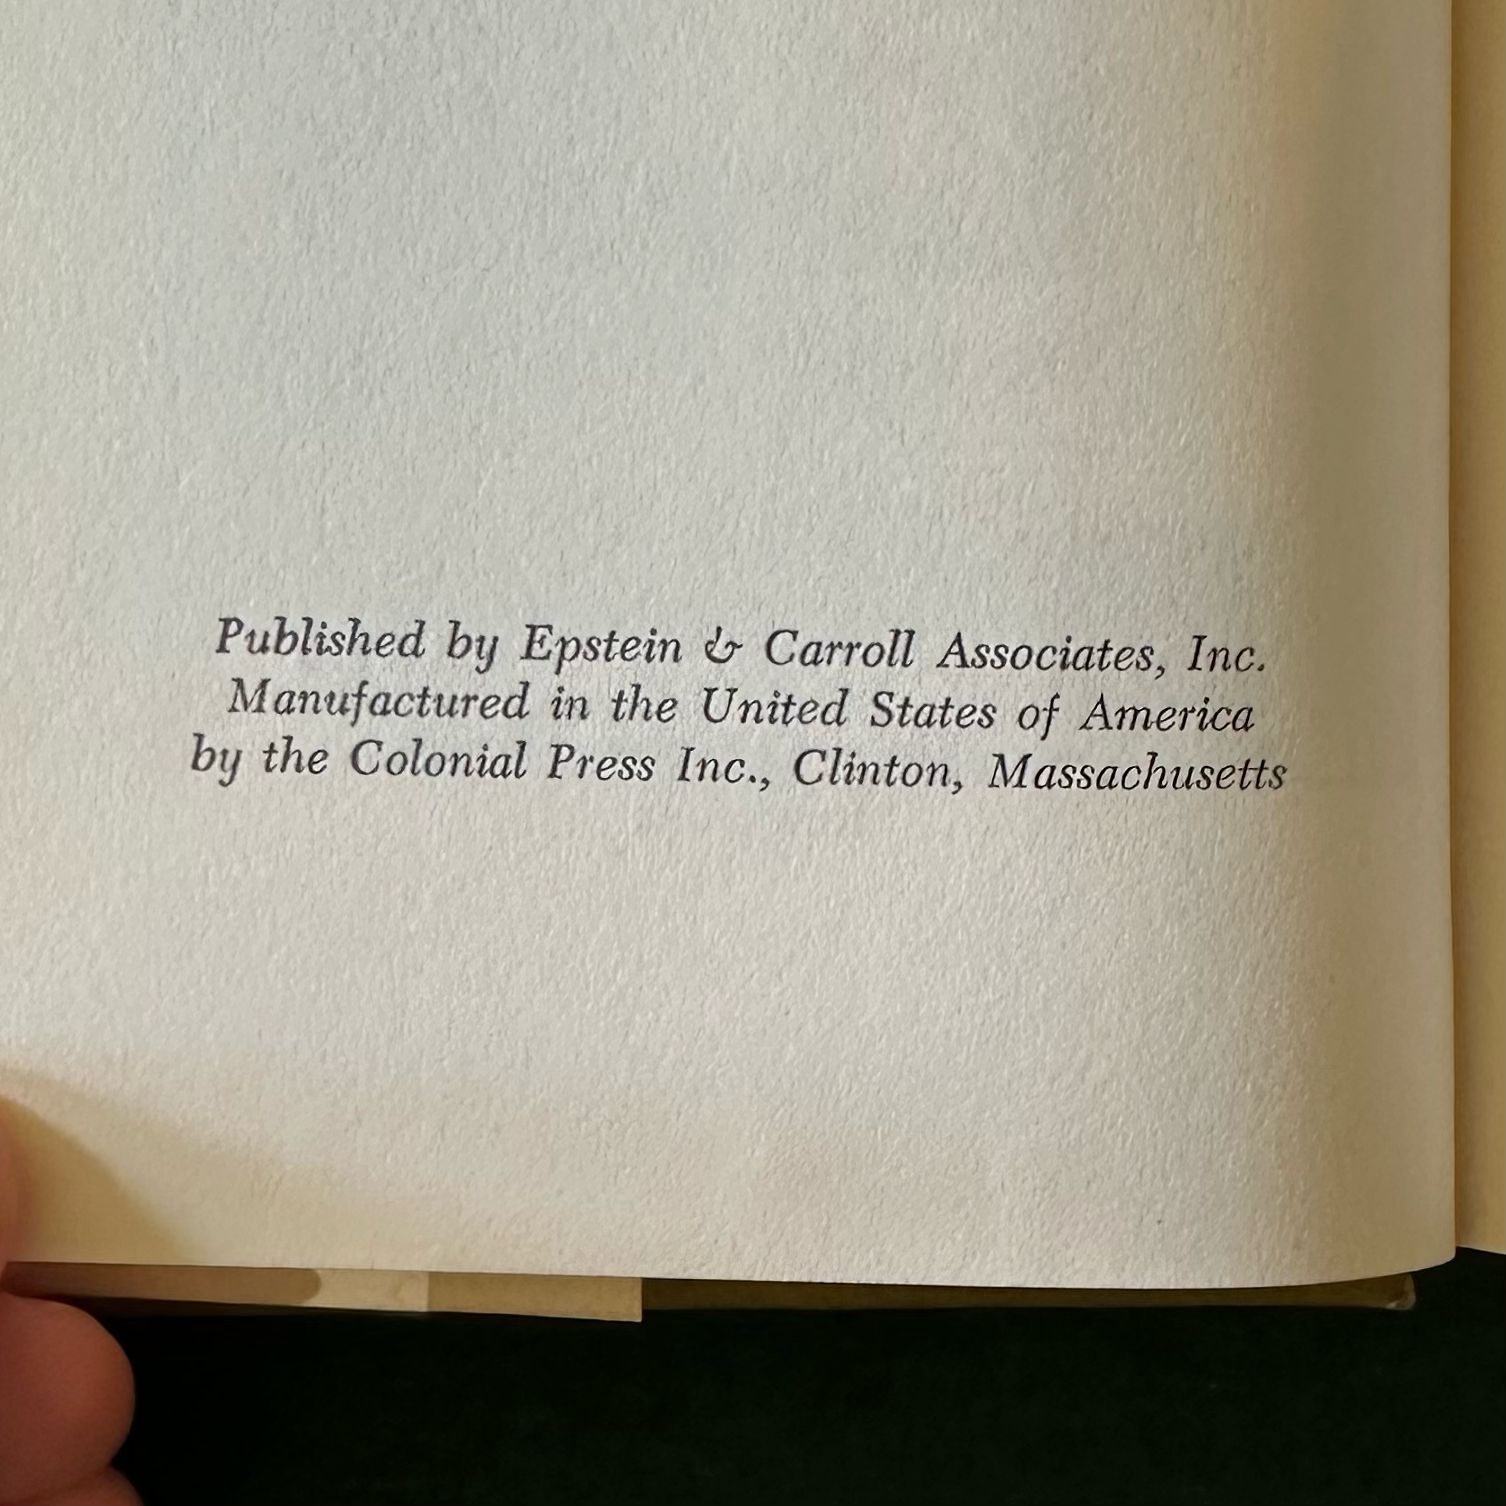 Published by Epstein & Carroll Associates, Inc.
Manufactured in the United States of America
by the Colonial Press Inc., Clinton, Massachusetts